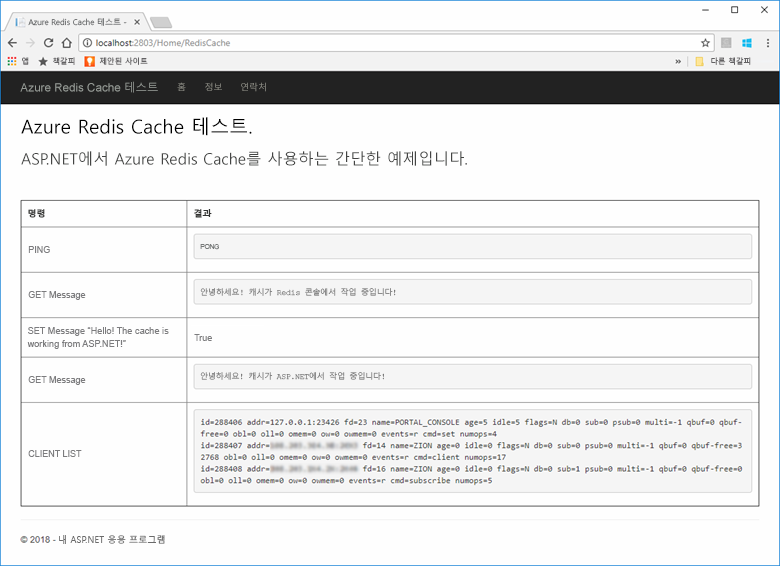 Azure Redis Cache 테스트 -
localhost:2803/Home/RedisCache
앱 책갈피 제안된 사이트 » 다른 책갈피
Azure Redis Cache 테스트 홈 정보 연락처
Azure Redis Cache 테스트.
ASP.NET에서 Azure Redis Cache를 사용하는 간단한 예제입니다.
명령 결과
PING PONG
GET Message 안녕하세요! 캐시가 Redis 콘솔에서 작업 중입니다!
SET Message "Hello! The cache is
working from ASP.NET!" True
GET Message 안녕하세요! 캐시가 ASP.NET에서 작업 중입니다!
CLIENT LIST
id=288406 addr=127.0.0.1:23426 fd=23 name=PORTAL_CONSOLE age=5 idle=5 flags=N db=0 sub=0 psub=0 multi=-1 qbuf=0 qbuf-
free=0 obl=0 oll=0 omem=0 ow=0 owmem=0 events=r cmd=set numops=4
id=288407 addr= fd=14 name=ZION age=0 idle=0 flags=N db=0 sub=0 psub=0 multi=-1 qbuf=0 qbuf-free=3
2768 obl=0 oll=0 omem=0 ow=0 owmem=0 events=r cmd=client numops=17
id=288408 addr= fd=16 name=ZION age=0 idle=0 flags=N db=0 sub=1 psub=0 multi=-1 qbuf=0 qbuf-free=0
obl=0 oll=0 omem=0 ow=0 owmem=0 events=r cmd=subscribe numops=5
© 2018 - 내 ASP.NET 응용 프로그램